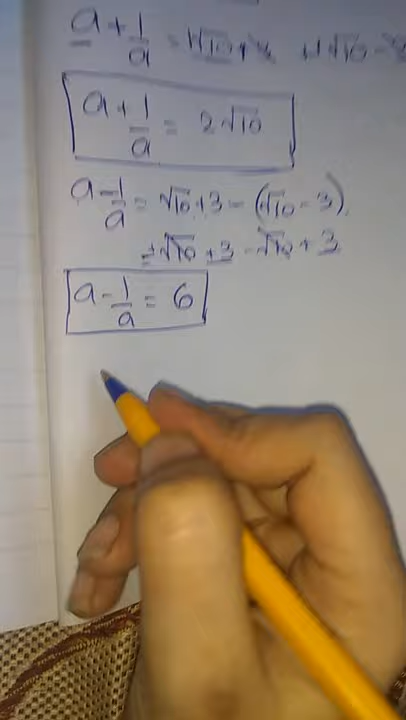 a + 1/a = √10 + 3 + √10 - 3
a + 1/a = 2√10
a - 1/a = √10 + 3 - (√10 - 3)
= √10 + 3 - √10 + 3
a - 1/a = 6